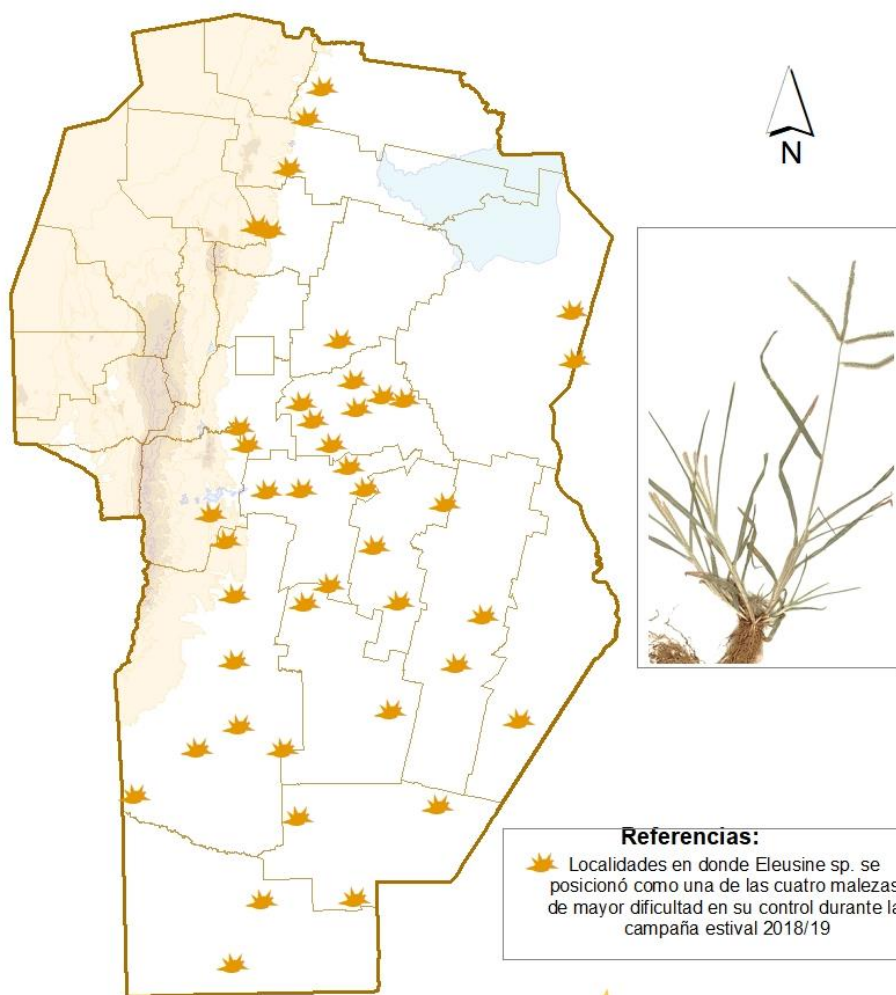 N
Referencias:
Localidades en donde Eleusine sp. se
posicionó como una de las cuatro malezas
de mayor dificultad en su control durante la
campaña estival 2018/19